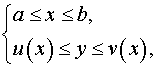 a ≤ x ≤ b,
u(x) ≤ y ≤ v(x),